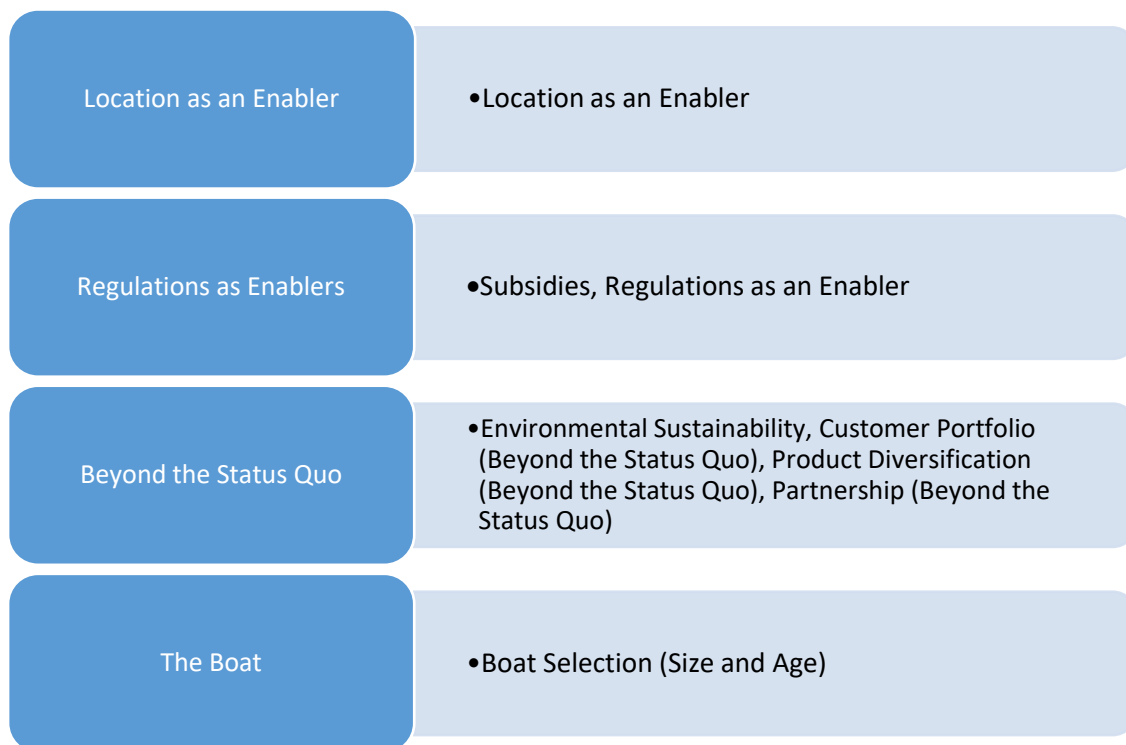 Location as an Enabler
•Location as an Enabler
Regulations as Enablers
•Subsidies, Regulations as an Enabler
Beyond the Status Quo
•Environmental Sustainability, Customer Portfolio
(Beyond the Status Quo), Product Diversification
(Beyond the Status Quo), Partnership (Beyond the
Status Quo)
The Boat
•Boat Selection (Size and Age)